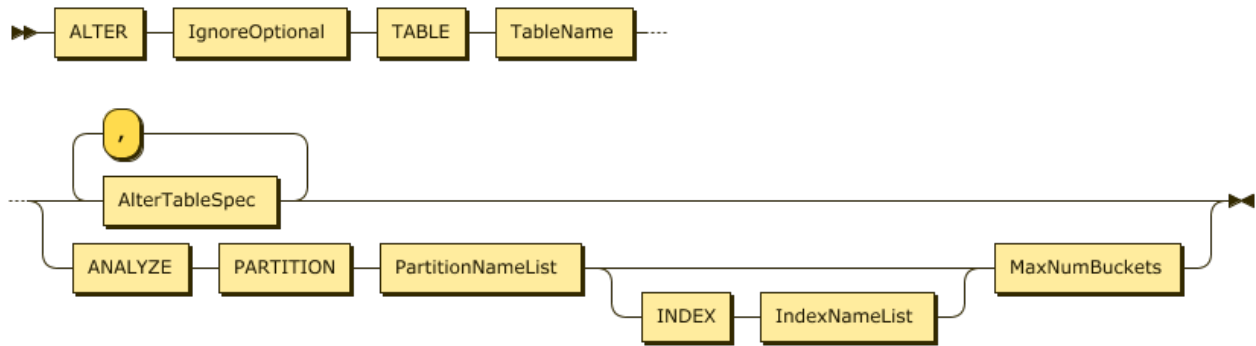 ALTER IgnoreOptional TABLE TableName
,
AlterTableSpec
ANALYZE PARTITION PartitionNameList MaxNumBuckets
INDEX IndexNameList